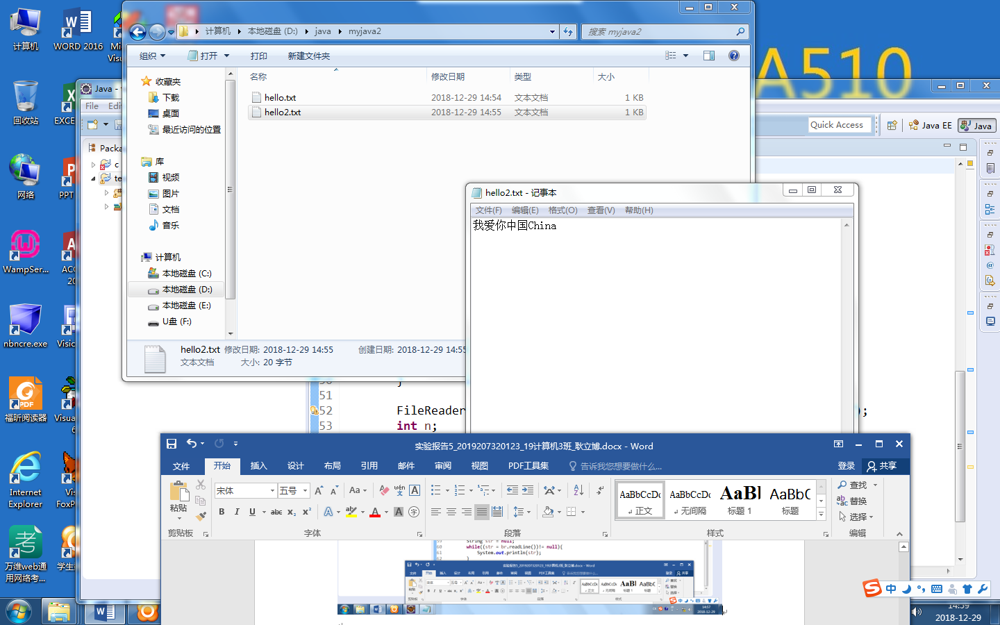 计算机
WORD 2016
回收站
网络
WampSer...
nbncre.exe
福昕阅读器
Internet
Explorer
万维web通
用网络考...
A510
计算机 本地磁盘 (D:) java myjava2
搜索 myjava2
组织 打开 打印 新建文件夹
收藏夹
下载
桌面
最近访问的位置
库
视频
图片
文档
音乐
计算机
本地磁盘 (C:)
本地磁盘 (D:)
本地磁盘 (E:)
U盘 (F:)
名称 修改日期 类型 大小
hello.txt 2018-12-29 14:54 文本文档 1 KB
hello2.txt 2018-12-29 14:55 文本文档 1 KB
hello2.txt 修改日期: 2018-12-29 14:55 创建日期: 2018-12-29 14:55
文本文档 大小: 20 字节
Java -
File Edi
Quick Access
Java EE
Java
Packa
c
te
hello2.txt - 记事本
文件(F) 编辑(E) 格式(O) 查看(V) 帮助(H)
我爱你中国China
}
51
52 FileReader );
53 int n;
实验报告5_2019207320123_19计算机3班_耿立博.docx - Word
文件 开始 插入 设计 布局 引用 邮件 审阅 视图 PDF工具集 告诉我您想要做什么... 登录 共享
粘贴
宋体 五号
AaBbCcDc AaBbCcDc AaBl AaBbC
正文 无间隔 标题 1 标题
查找
替换
选择
剪贴板 字体 段落 样式 编辑
60 while((str = br.readLine())!= null){
61 System.out.println(str);
62 }
中
14:59
2018-12-29